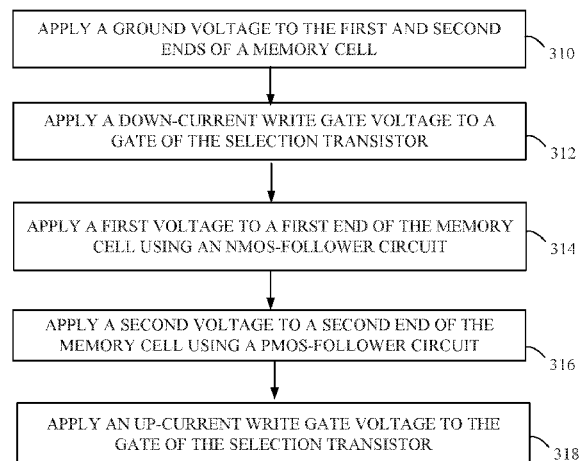 APPLY A GROUND VOLTAGE TO THE FIRST AND SECOND
ENDS OF A MEMORY CELL
310
APPLY A DOWN-CURRENT WRITE GATE VOLTAGE TO A
GATE OF THE SELECTION TRANSISTOR
312
APPLY A FIRST VOLTAGE TO A FIRST END OF THE MEMORY
CELL USING AN NMOS-FOLLOWER CIRCUIT
314
APPLY A SECOND VOLTAGE TO A SECOND END OF THE
MEMORY CELL USING A PMOS-FOLLOWER CIRCUIT
316
APPLY AN UP-CURRENT WRITE GATE VOLTAGE TO THE
GATE OF THE SELECTION TRANSISTOR
318